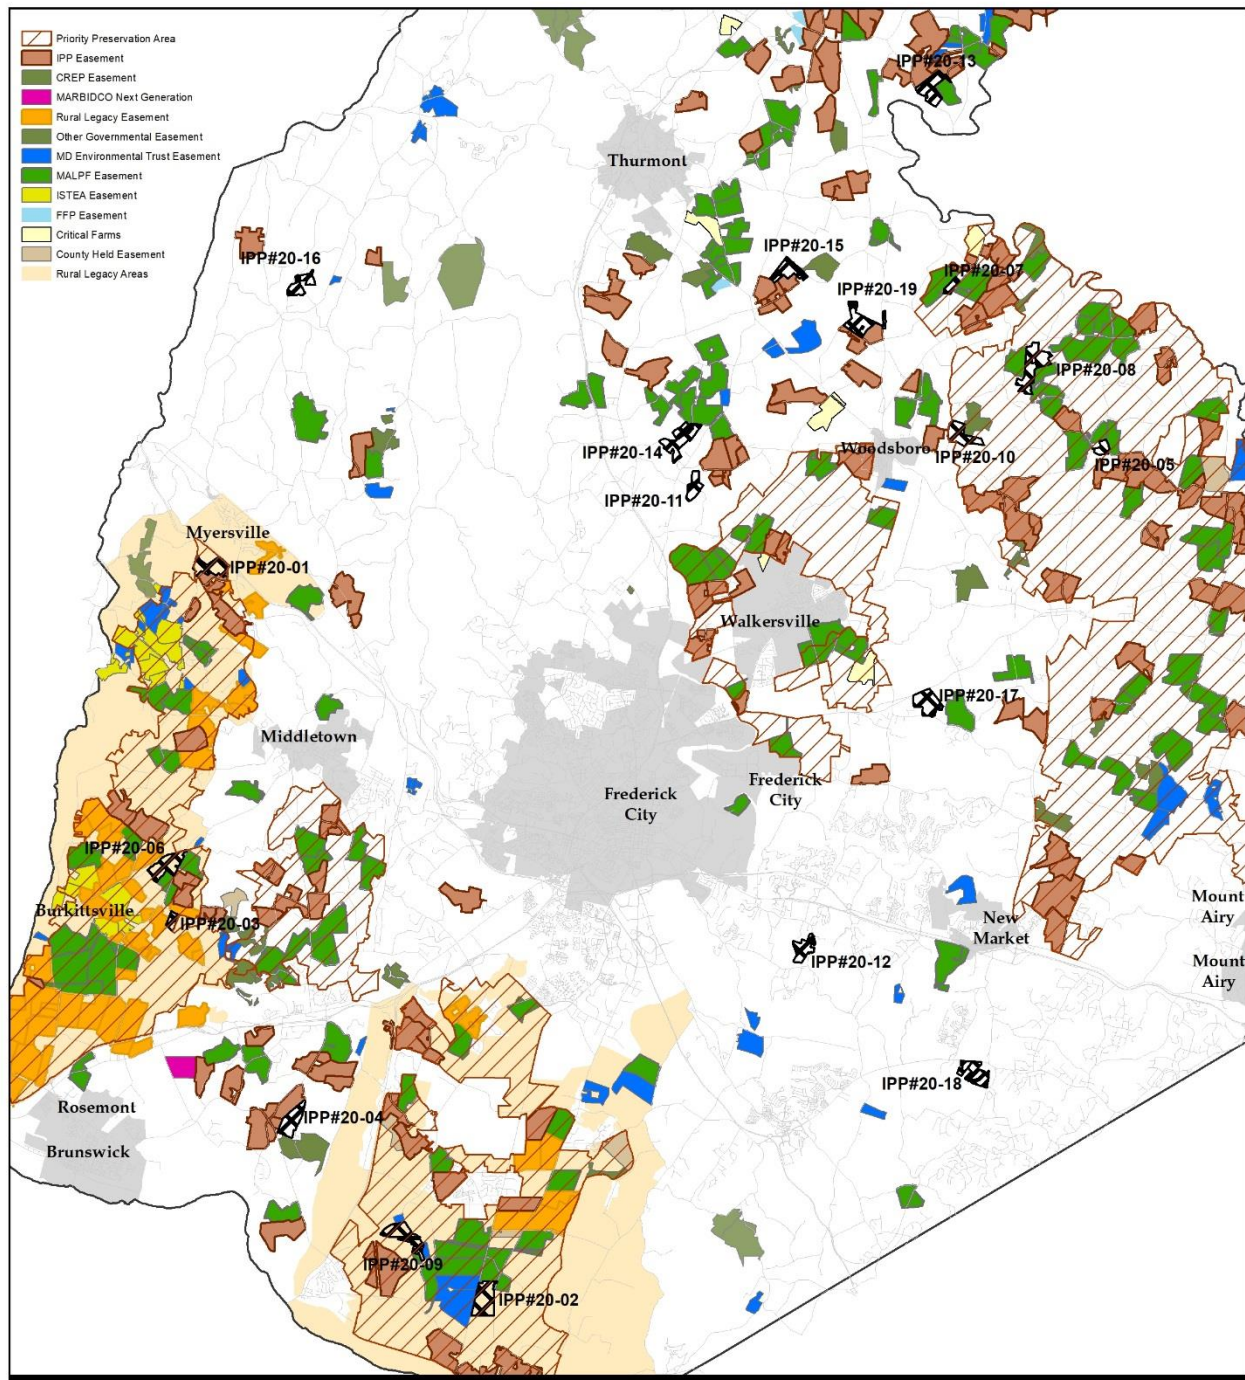 Priority Preservation Area
IPP Easement
CREP Easement
MARBIDCO Next Generation
Rural Legacy Easement
Other Governmental Easement
MD Environmental Trust Easement
MALPF Easement
ISTEA Easement
FFP Easement
Critical Farms
County Held Easement
Rural Legacy Areas
IPP#20-13
Thurmont
IPP#20-16
IPP#20-15
IPP#20-07
IPP#20-19
IPP#20-08
IPP#20-14
Woodsboro
IPP#20-10
IPP#20-05
IPP#20-11
Myersville
IPP#20-01
Walkersville
IPP#20-17
Middletown
Frederick
City
Frederick
City
IPP#20-06
Burkittsville
IPP#20-03
New
Market
Mount
Airy
Mount
Airy
IPP#20-12
IPP#20-18
Rosemont
IPP#20-04
Brunswick
IPP#20-09
IPP#20-02